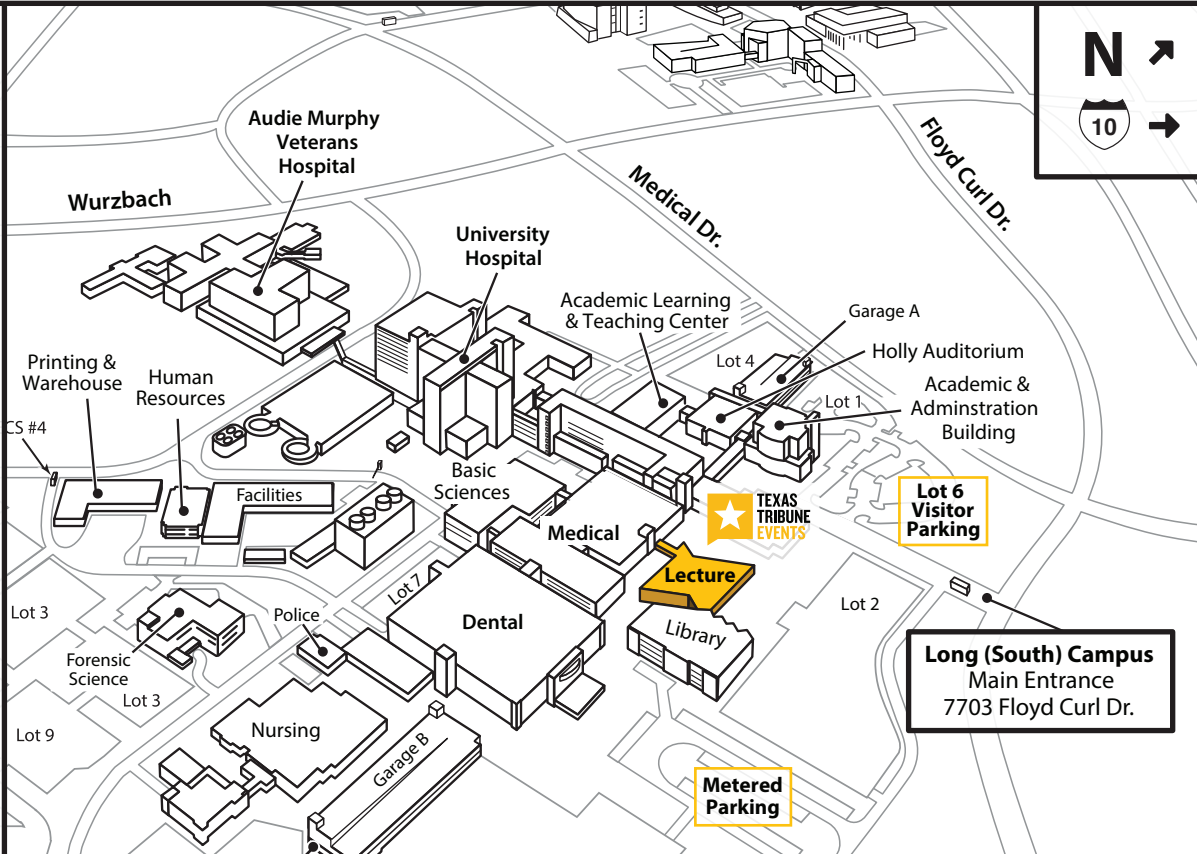 N
10
Audie Murphy
Veterans
Hospital
Wurzbach
Medical Dr.
Floyd Curl Dr.
University
Hospital
Academic Learning
& Teaching Center
Garage A
Lot 4
Holly Auditorium
Printing &
Warehouse
Human
Resources
Academic &
Adminstration
Building
Lot 1
CS #4
Facilities
Basic
Sciences
Medical
TEXAS
TRIBUNE
EVENTS
Lot 6
Visitor
Parking
Lecture
Lot 7
Lot 3
Police
Dental
Library
Lot 2
Forensic
Science
Lot 3
Long (South) Campus
Main Entrance
7703 Floyd Curl Dr.
Lot 9
Nursing
Garage B
Metered
Parking